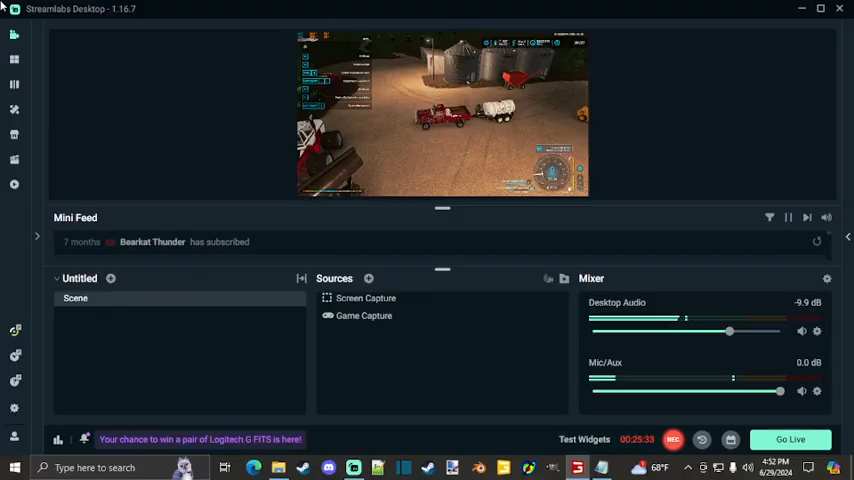 Streamlabs Desktop - 1.16.7
Mini Feed
7 months Bearkat Thunder has subscribed
Untitled
Scene
Sources
Screen Capture
Game Capture
Mixer
Desktop Audio -9.9 dB
Mic/Aux 0.0 dB
Your chance to win a pair of Logitech G FITS is here!
Test Widgets 00:25:33 REC Go Live
Type here to search
68°F
4:52 PM
6/29/2024